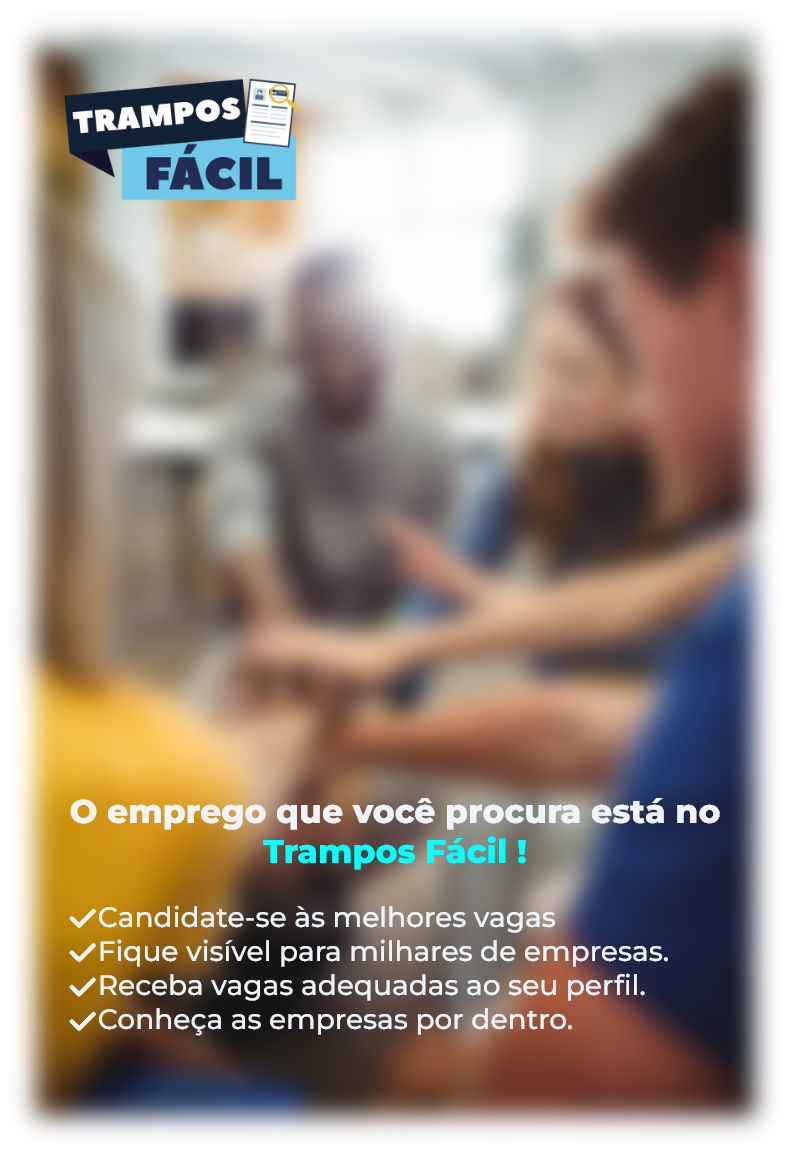 TRAMPOS
FÁCIL
O emprego que você procura está no
Trampos Fácil !
Candidate-se às melhores vagas
Fique visível para milhares de empresas.
Receba vagas adequadas ao seu perfil.
Conheça as empresas por dentro.